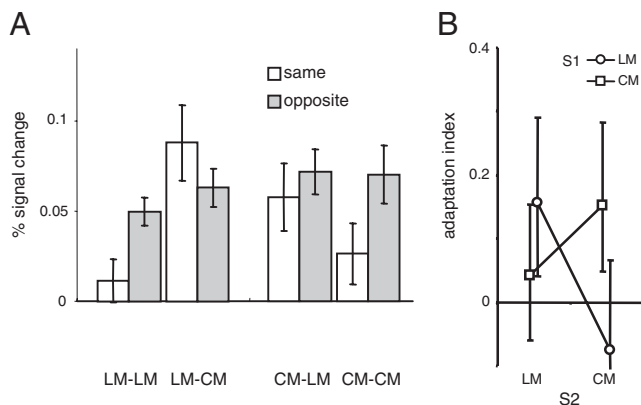 A
% signal change
0.1
0.05
0
same
opposite
LM-LM
LM-CM
CM-LM
CM-CM
B
adaptation index
0.4
0.2
0
S1
LM
CM
LM
CM
S2